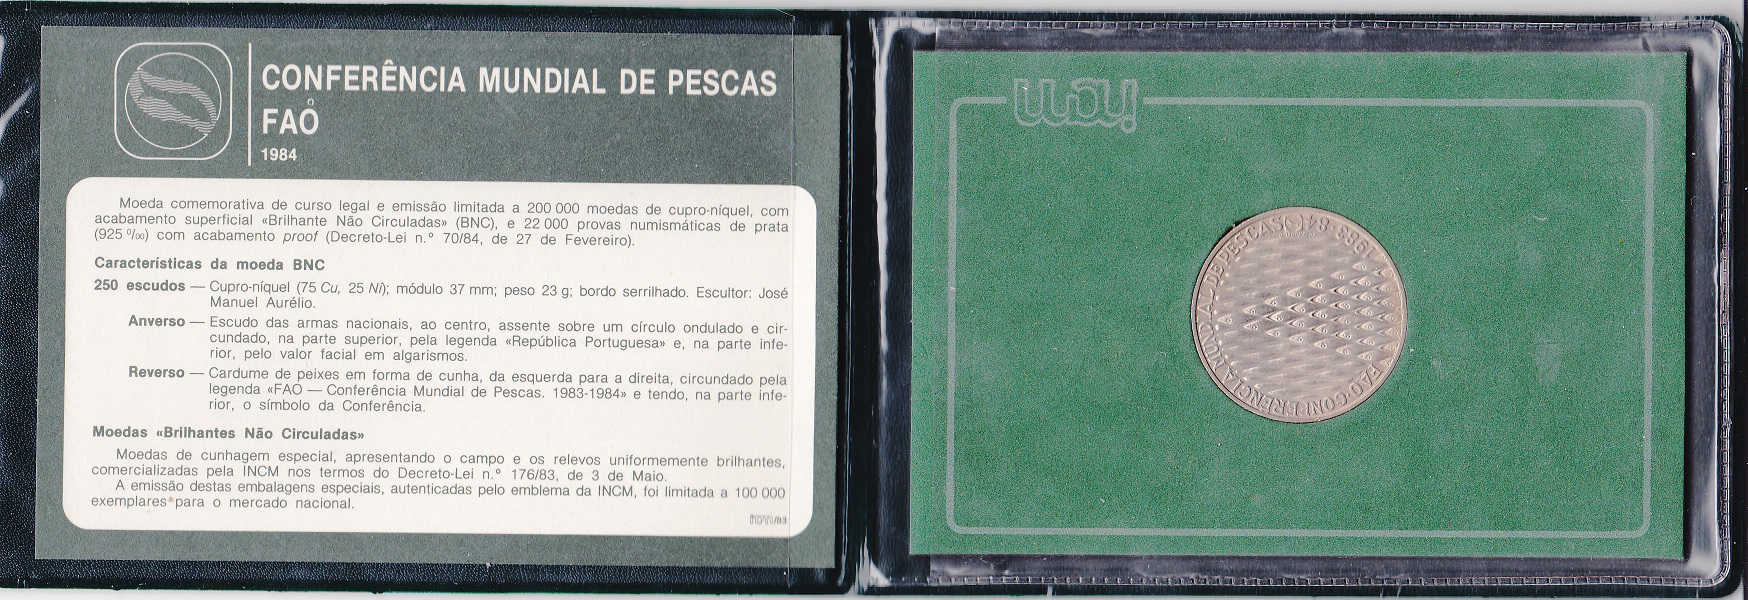 CONFERÊNCIA MUNDIAL DE PESCAS
FAO
1984
Moeda comemorativa de curso legal e emissão limitada a 200 000 moedas de cupro-níquel, com
acabamento superficial «Brilhante Não Circuladas» (BNC), e 22 000 provas numismáticas de prata
(925 º/₀₀) com acabamento proof (Decreto-Lei n.º 70/84, de 27 de Fevereiro).
Características da moeda BNC
250 escudos — Cupro-níquel (75 Cu, 25 Ni); módulo 37 mm; peso 23 g; bordo serrilhado. Escultor: José
Manuel Aurélio.
Anverso — Escudo das armas nacionais, ao centro, assente sobre um círculo ondulado e cir-
cundado, na parte superior, pela legenda «República Portuguesa» e, na parte infe-
rior, pelo valor facial em algarismos.
Reverso — Cardume de peixes em forma de cunha, da esquerda para a direita, circundado pela
legenda «FAO — Conferência Mundial de Pescas. 1983-1984» e tendo, na parte infe-
rior, o símbolo da Conferência.
Moedas «Brilhantes Não Circuladas»
Moedas de cunhagem especial, apresentando o campo e os relevos uniformemente brilhantes,
comercializadas pela INCM nos termos do Decreto-Lei n.º 176/83, de 3 de Maio.
A emissão destas embalagens especiais, autenticadas pelo emblema da INCM, foi limitada a 100 000
exemplares para o mercado nacional.
FAO·CONFERÊNCIA MUNDIAL DE PESCAS
1983·84